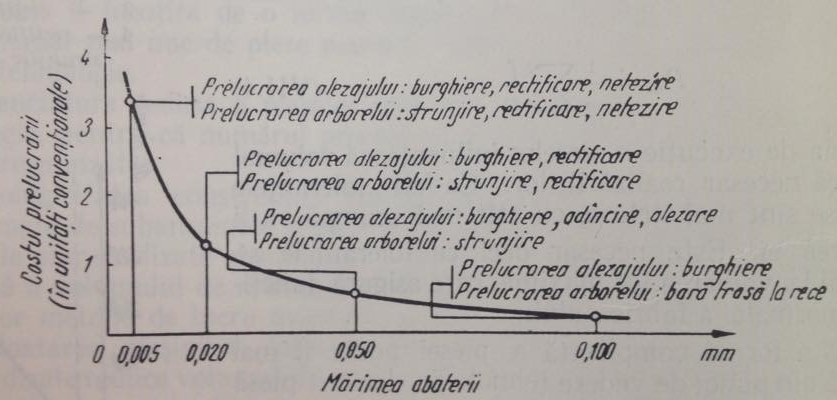 4
Prelucrarea alezajului: burghiere, rectificare, netezire
Prelucrarea arborelui: strunjire, rectificare, netezire
3
Prelucrarea alezajului: burghiere, rectificare
Prelucrarea arborelui: strunjire, rectificare
2
Prelucrarea alezajului: burghiere, adîncire, alezare
Prelucrarea arborelui: strunjire
1
Prelucrarea alezajului: burghiere
Prelucrarea arborelui: bară trasă la rece
Costul prelucrării
(în unități convenționale)
0 0,005 0,020 0,050 0,100 mm
Mărimea abaterii